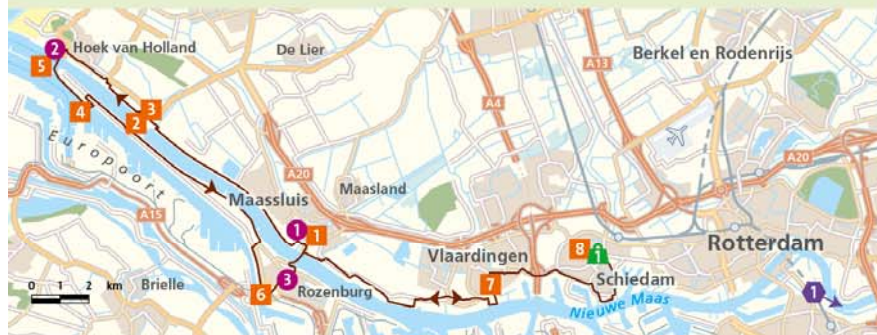 2
Hoek van Holland
De Lier
Berkel en Rodenrijs
A13
A4
5
4
3
2
Europoort
A20
A20
Maassluis
Maasland
A15
1
1
Vlaardingen
8
1
Rotterdam
Schiedam
Brielle
3
Rozenburg
7
6
Nieuwe Maas
1
0 1 2 km